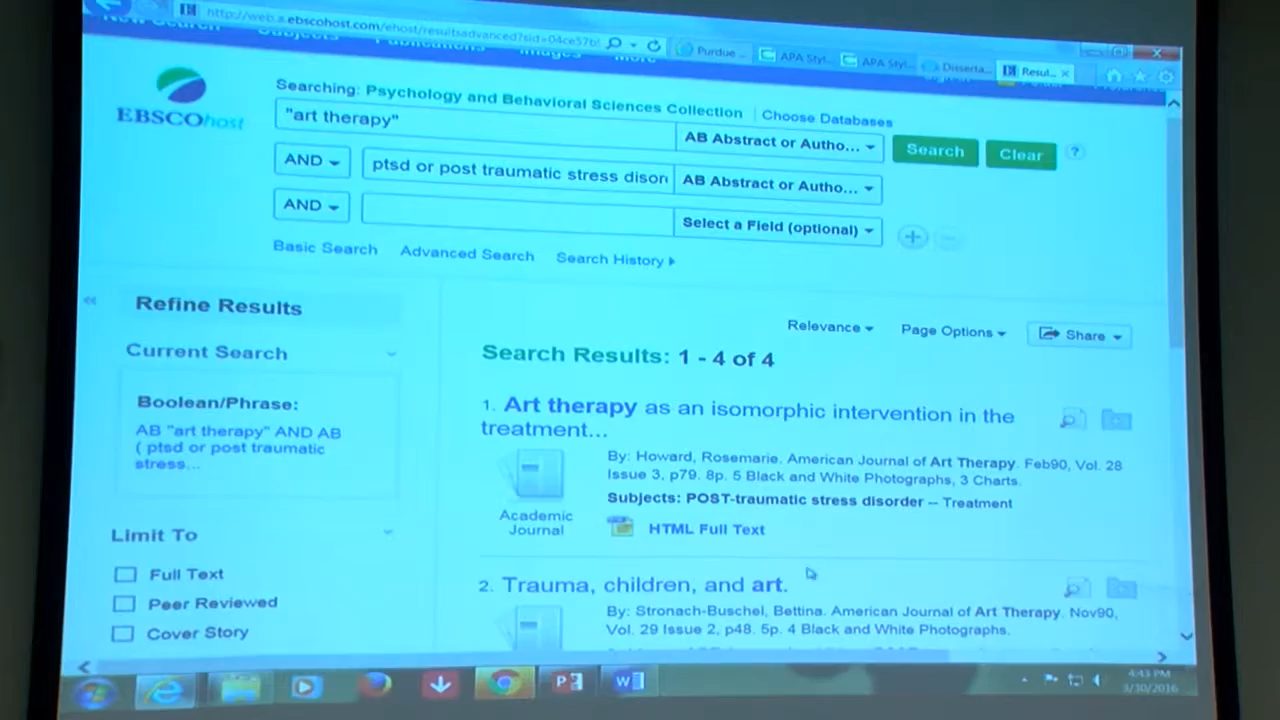 http://web.a.ebscohost.com/ehost/resultsadvanced?sid=04ce57b
Purdue ...
APA Styl...
APA Styl...
Disserta...
Resul...
Subjects
Publications
Images
More
EBSCOhost
Searching: Psychology and Behavioral Sciences Collection
Choose Databases
"art therapy"
AB Abstract or Autho...
Search
Clear
?
AND
ptsd or post traumatic stress disor
AB Abstract or Autho...
AND
Select a Field (optional)
Basic Search
Advanced Search
Search History
Refine Results
Current Search
Boolean/Phrase:
AB "art therapy" AND AB
( ptsd or post traumatic
stress...
Limit To
Full Text
Peer Reviewed
Cover Story
Relevance
Page Options
Share
Search Results: 1 - 4 of 4
1. Art therapy as an isomorphic intervention in the
treatment...
By: Howard, Rosemarie. American Journal of Art Therapy. Feb90, Vol. 28
Issue 3, p79. 8p. 5 Black and White Photographs, 3 Charts.
Subjects: POST-traumatic stress disorder -- Treatment
Academic
Journal
HTML Full Text
2. Trauma, children, and art.
By: Stronach-Buschel, Bettina. American Journal of Art Therapy. Nov90,
Vol. 29 Issue 2, p48. 5p. 4 Black and White Photographs.
4:43 PM
3/30/2016